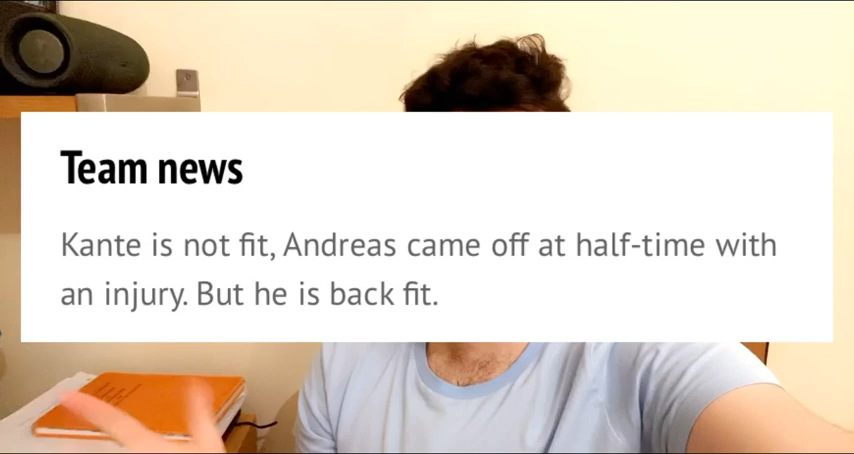 Team news
Kante is not fit, Andreas came off at half-time with
an injury. But he is back fit.